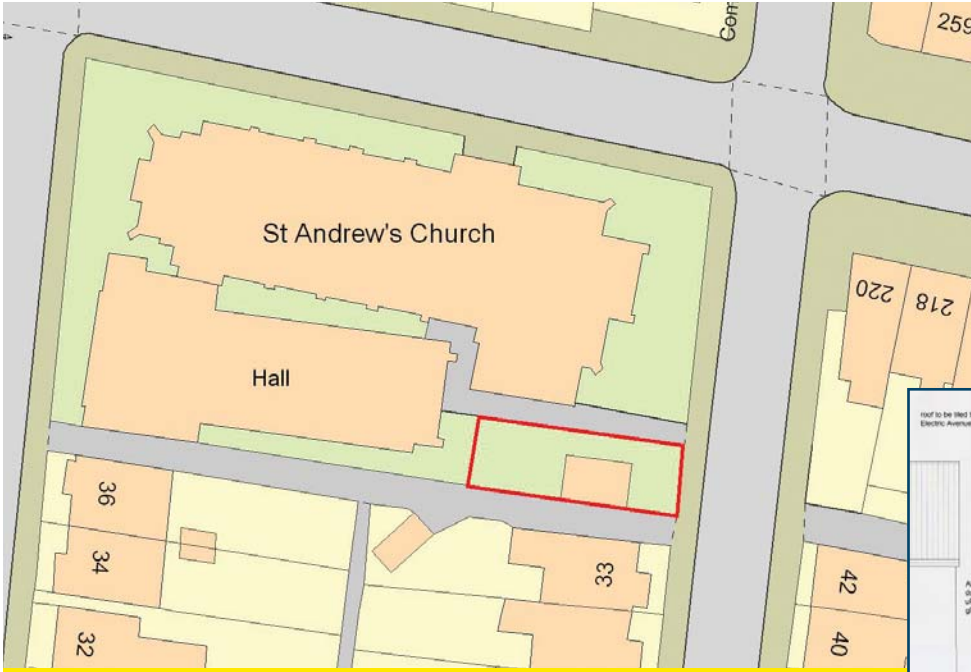 Com
259
St Andrew's Church
220
218
Hall
roof to be tiled
Electric Avenue
36
34
33
42
32
40